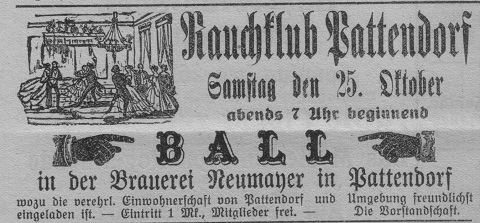 Rauchklub Pattendorf
Samstag den 25. Oktober
abends 7 Uhr beginnend
BALL
in der Brauerei Neumayer in Pattendorf
wozu die verehrl. Einwohnerschaft von Pattendorf und Umgebung freundlichst
eingeladen ist. — Eintritt 1 Mk., Mitglieder frei. — Die Vorstandschaft.